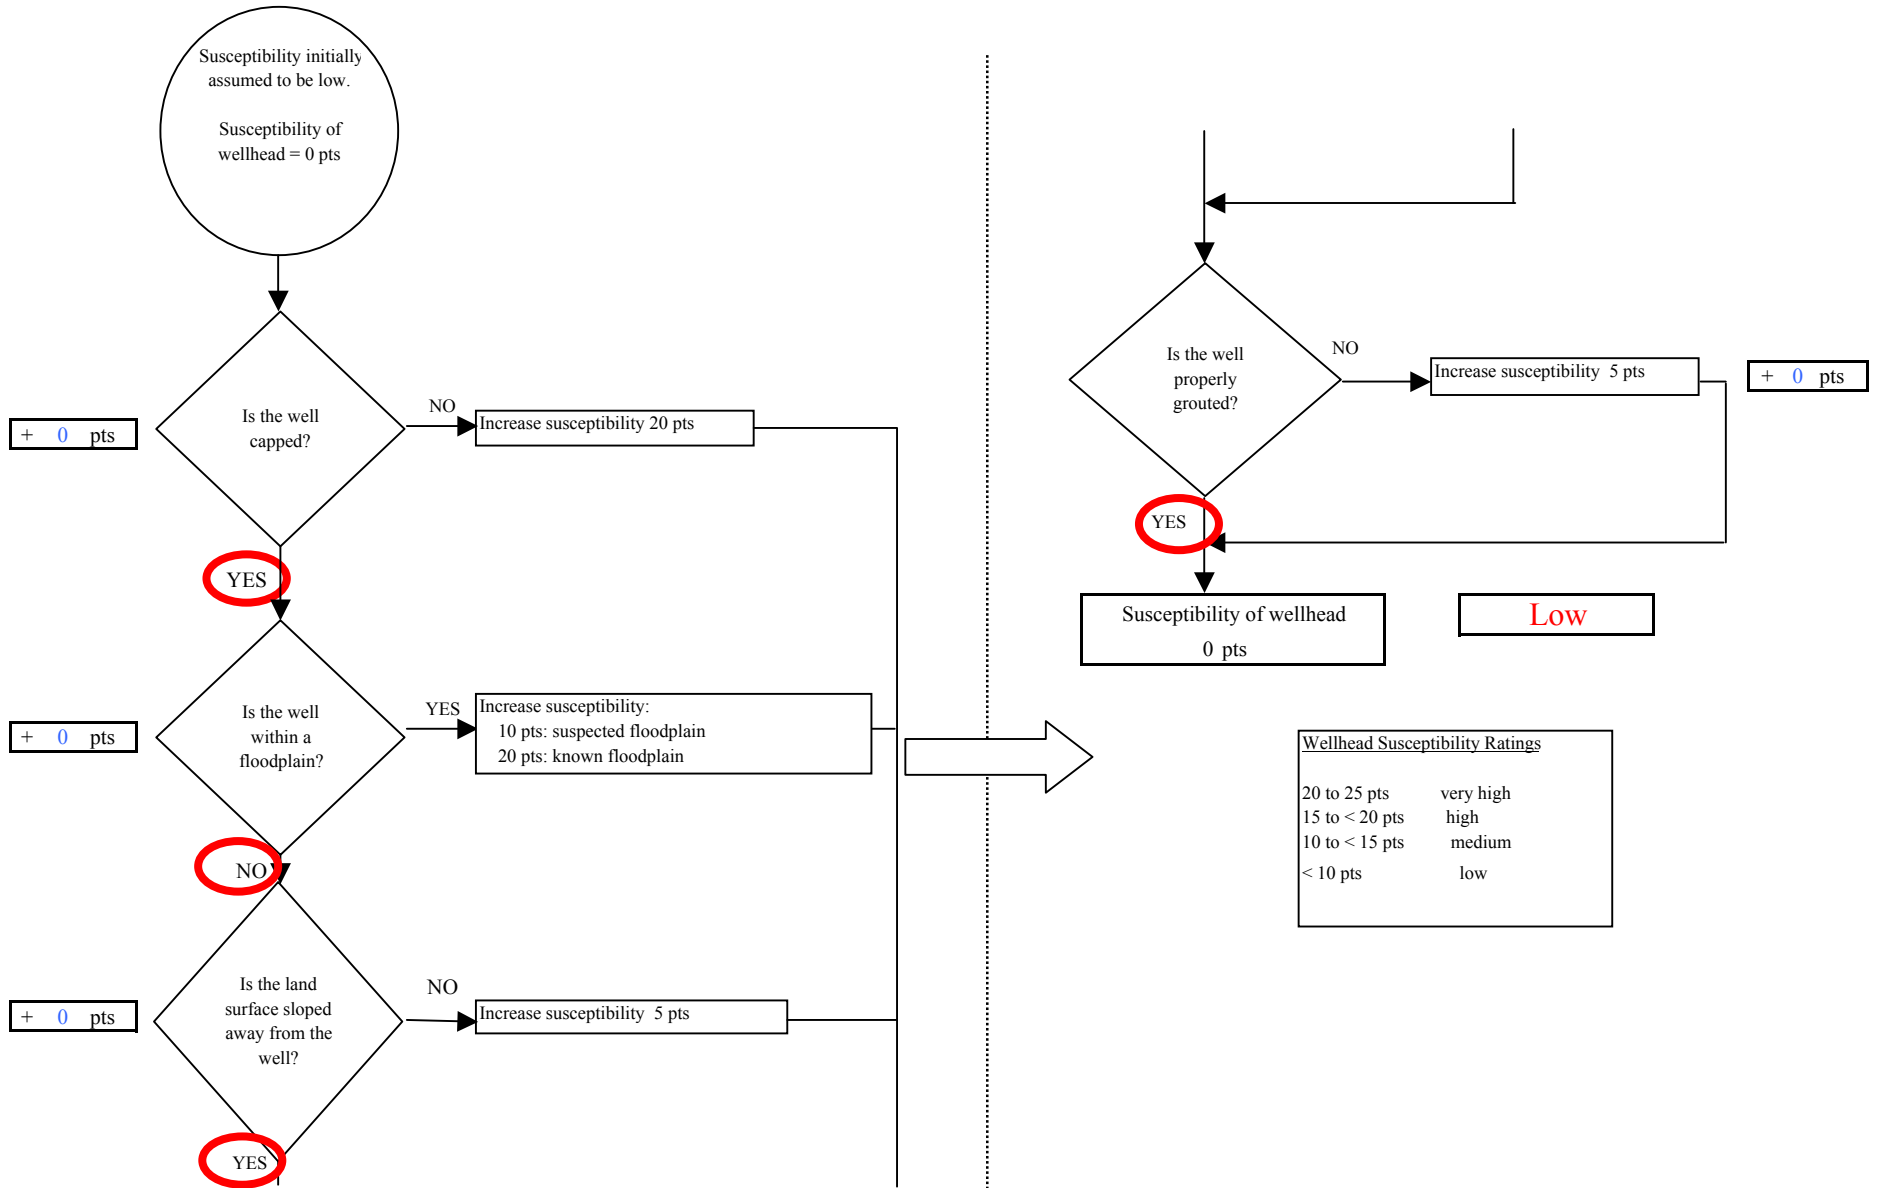 Susceptibility initially
assumed to be low.
Susceptibility of
wellhead = 0 pts
+ 0 pts
Is the well
capped?
NO
Increase susceptibility 20 pts
YES
+ 0 pts
Is the well
within a
floodplain?
YES
Increase susceptibility:
10 pts: suspected floodplain
20 pts: known floodplain
NO
+ 0 pts
Is the land
surface sloped
away from the
well?
NO
Increase susceptibility 5 pts
YES
Is the well
properly
grouted?
NO
Increase susceptibility 5 pts
+ 0 pts
YES
Susceptibility of wellhead
0 pts
Low
Wellhead Susceptibility Ratings
20 to 25 pts very high
15 to < 20 pts high
10 to < 15 pts medium
< 10 pts low